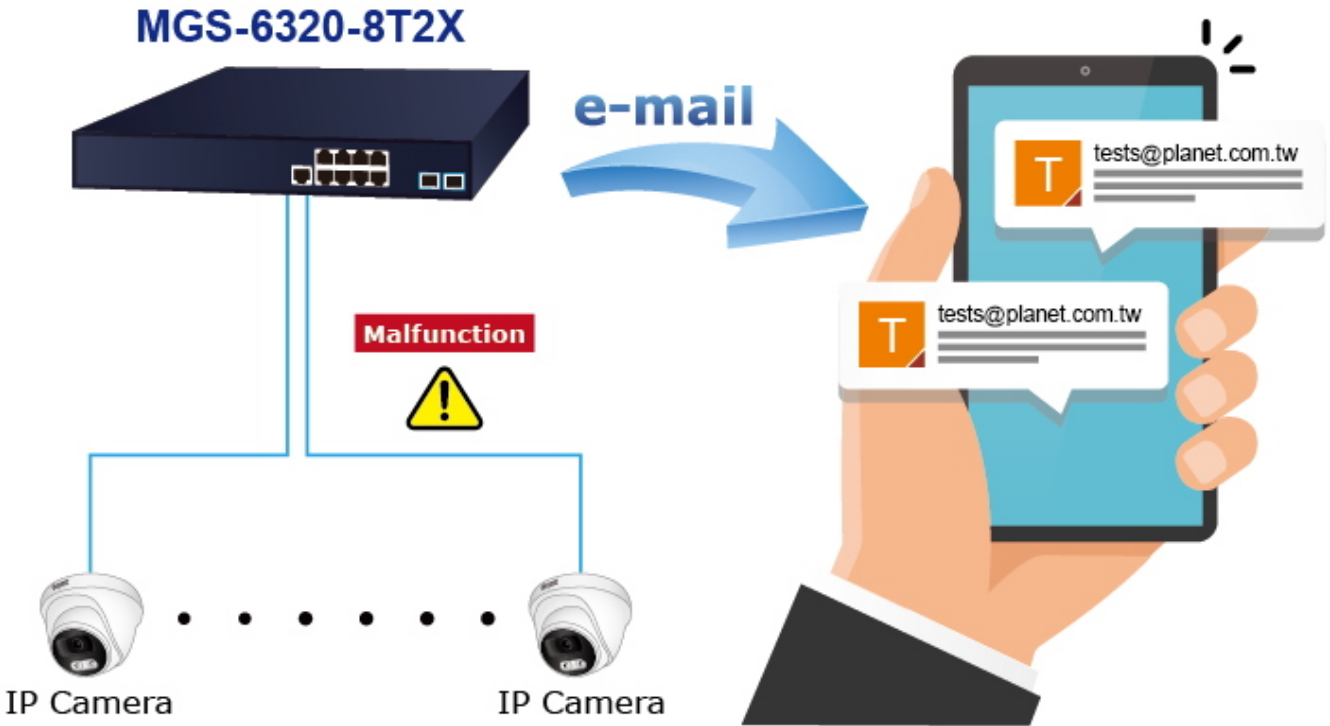 MGS-6320-8T2X
e-mail
T
tests@planet.com.tw
T
tests@planet.com.tw
Malfunction
!
IP Camera
IP Camera